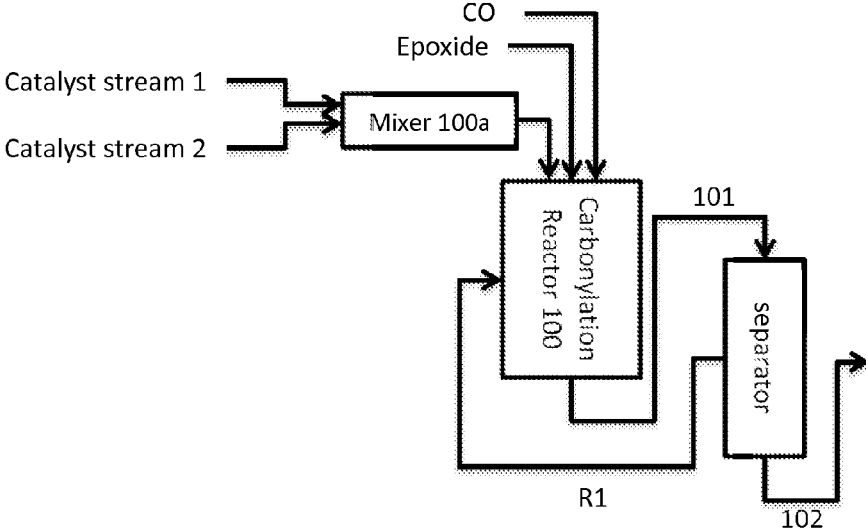 CO
Epoxide
Catalyst stream 1
Mixer 100a
Catalyst stream 2
Carbonylation
Reactor 100
101
separator
R1
102